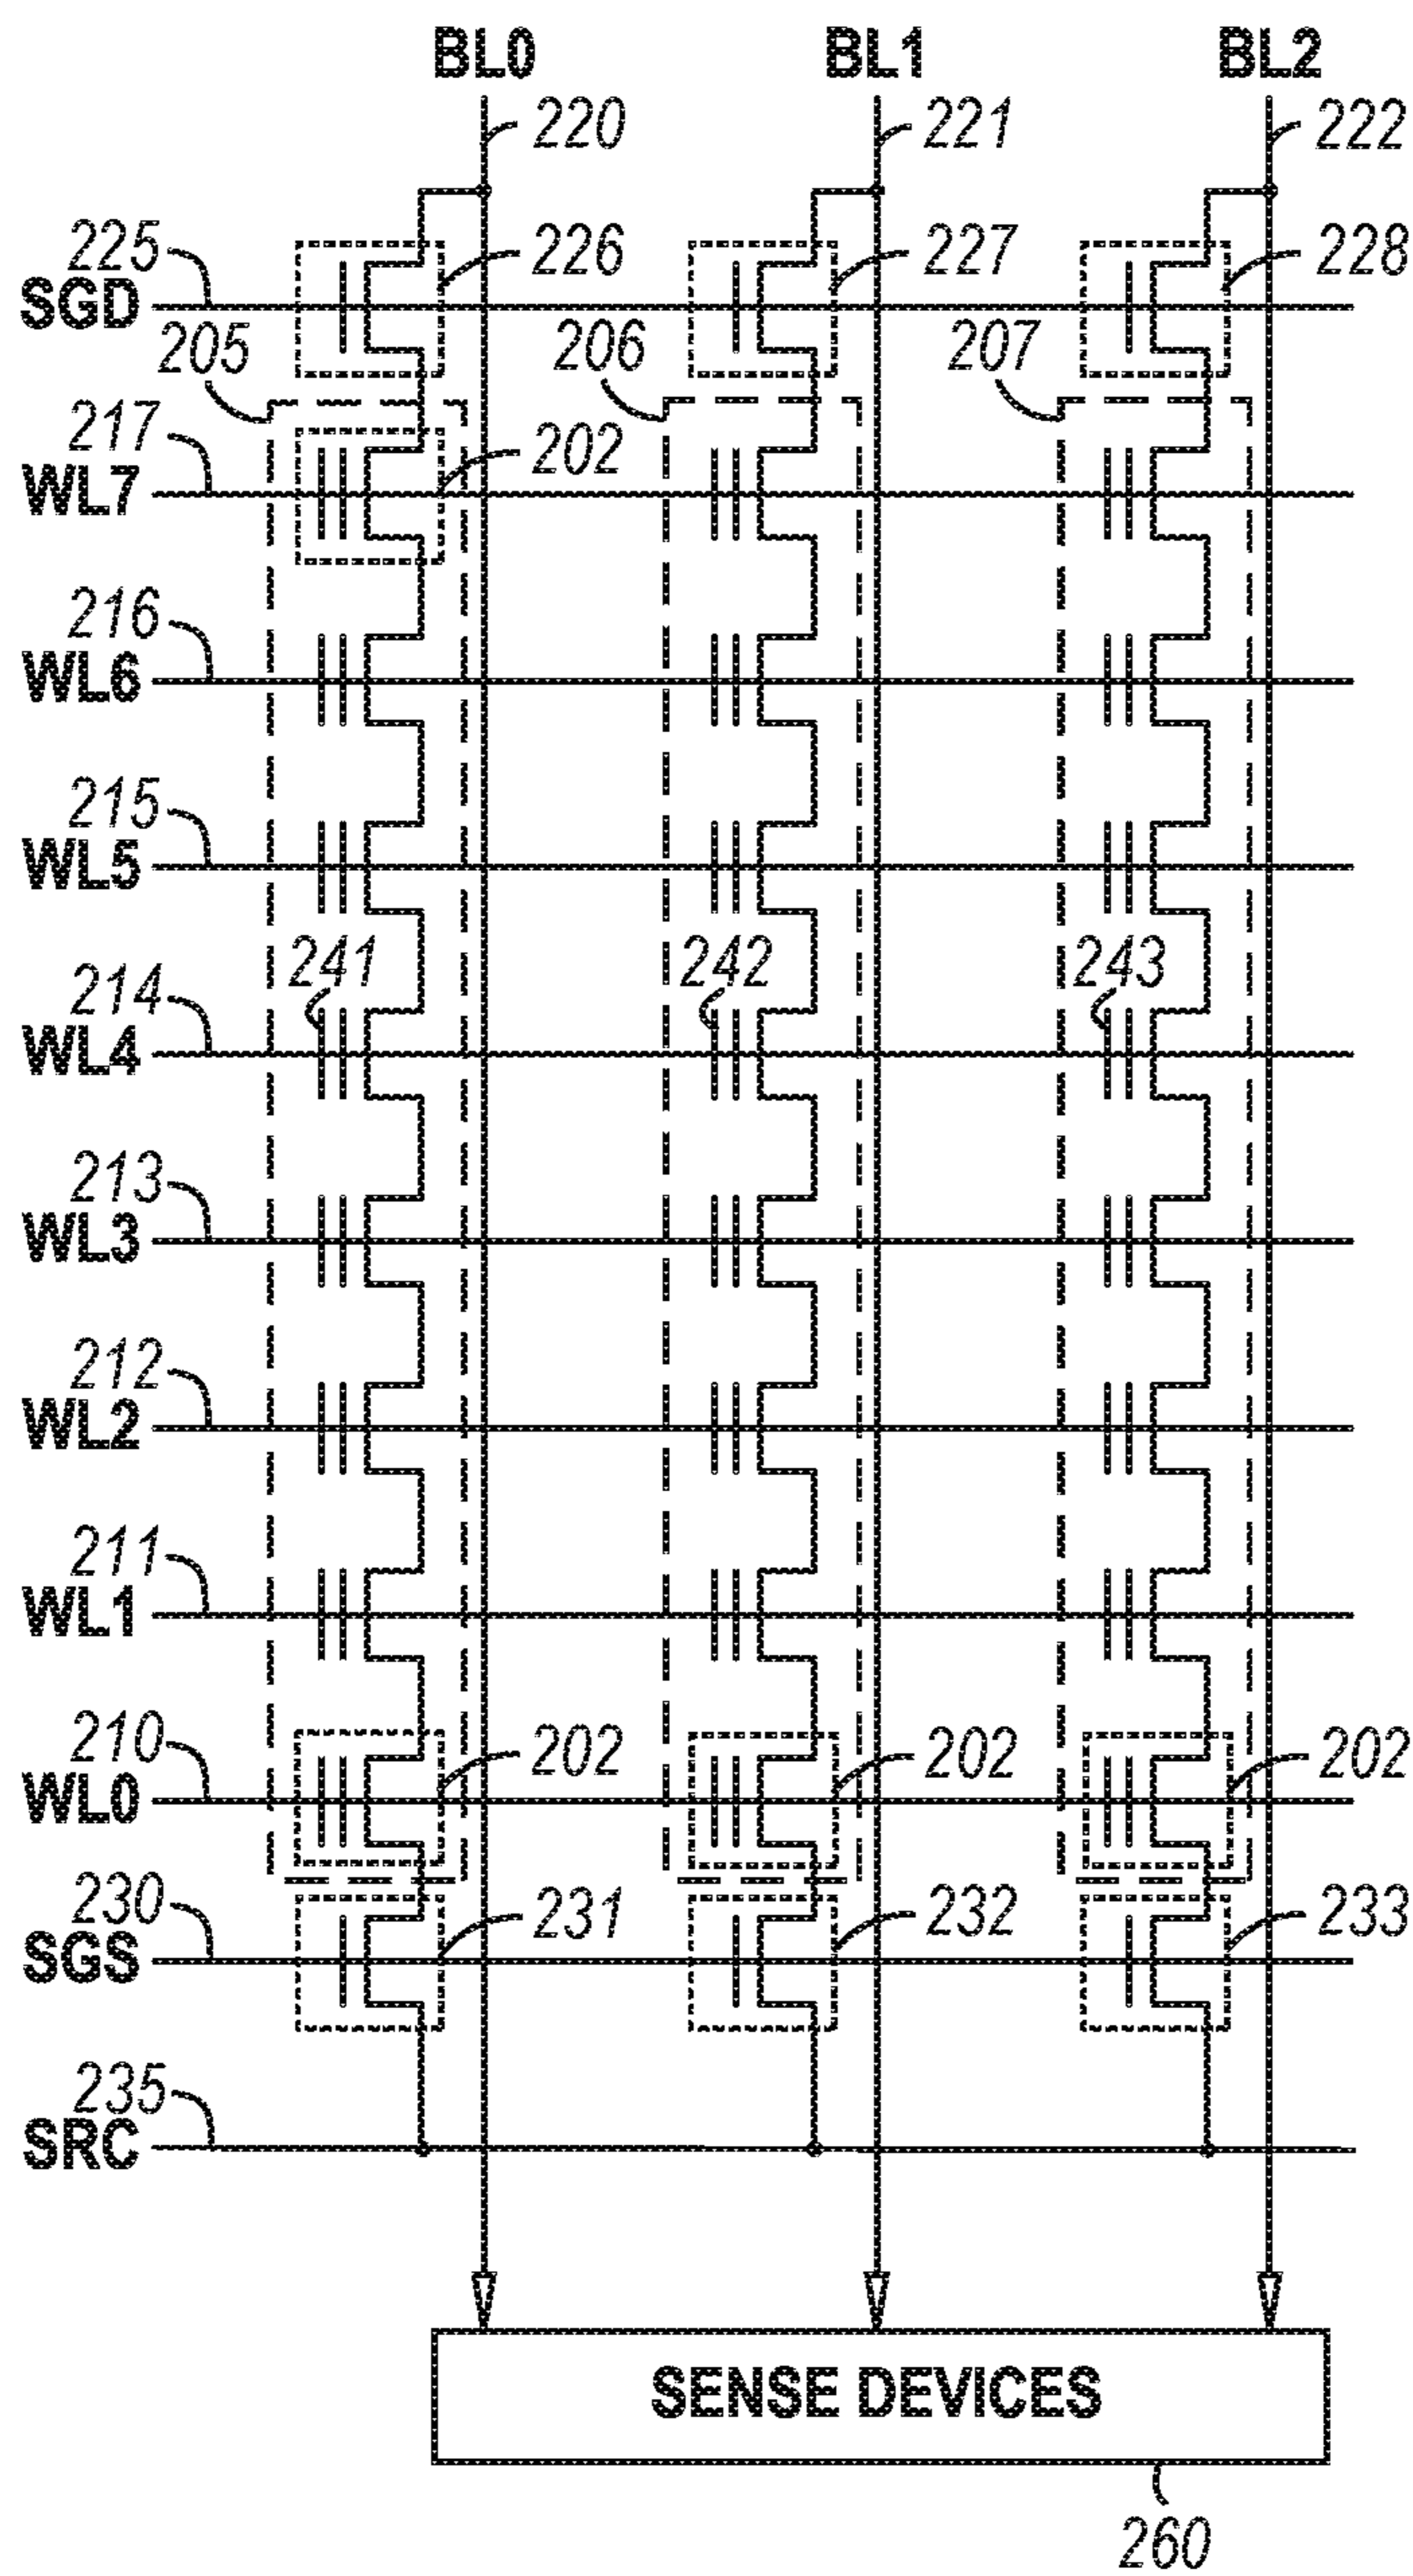 BL0 BL1 BL2
220 221 222
225 226 227 228
SGD
205 206 207
217 202
WL7
216
WL6
215
WL5
241 242 243
214
WL4
213
WL3
212
WL2
211
WL1
210 202 202 202
WL0
230 231 232 233
SGS
235
SRC
SENSE DEVICES
260